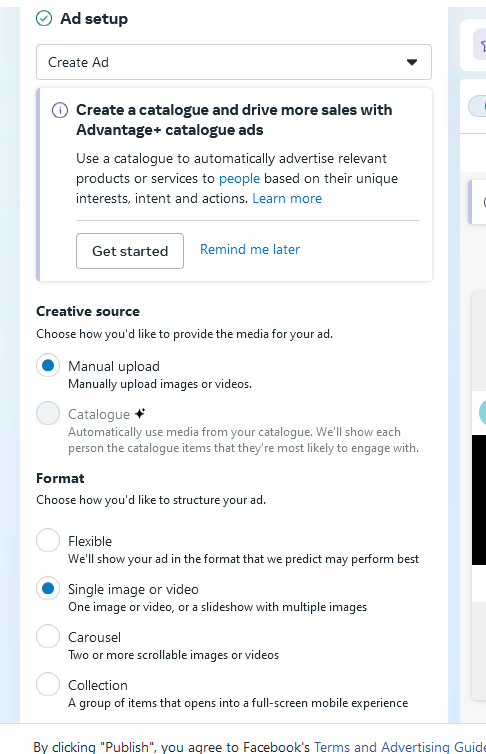 Ad setup
Create Ad
Create a catalogue and drive more sales with
Advantage+ catalogue ads
Use a catalogue to automatically advertise relevant
products or services to people based on their unique
interests, intent and actions. Learn more
Get started
Remind me later
Creative source
Choose how you'd like to provide the media for your ad.
Manual upload
Manually upload images or videos.
Catalogue
Automatically use media from your catalogue. We'll show each
person the catalogue items that they're most likely to engage with.
Format
Choose how you'd like to structure your ad.
Flexible
We'll show your ad in the format that we predict may perform best
Single image or video
One image or video, or a slideshow with multiple images
Carousel
Two or more scrollable images or videos
Collection
A group of items that opens into a full-screen mobile experience
By clicking "Publish", you agree to Facebook's Terms and Advertising Guide